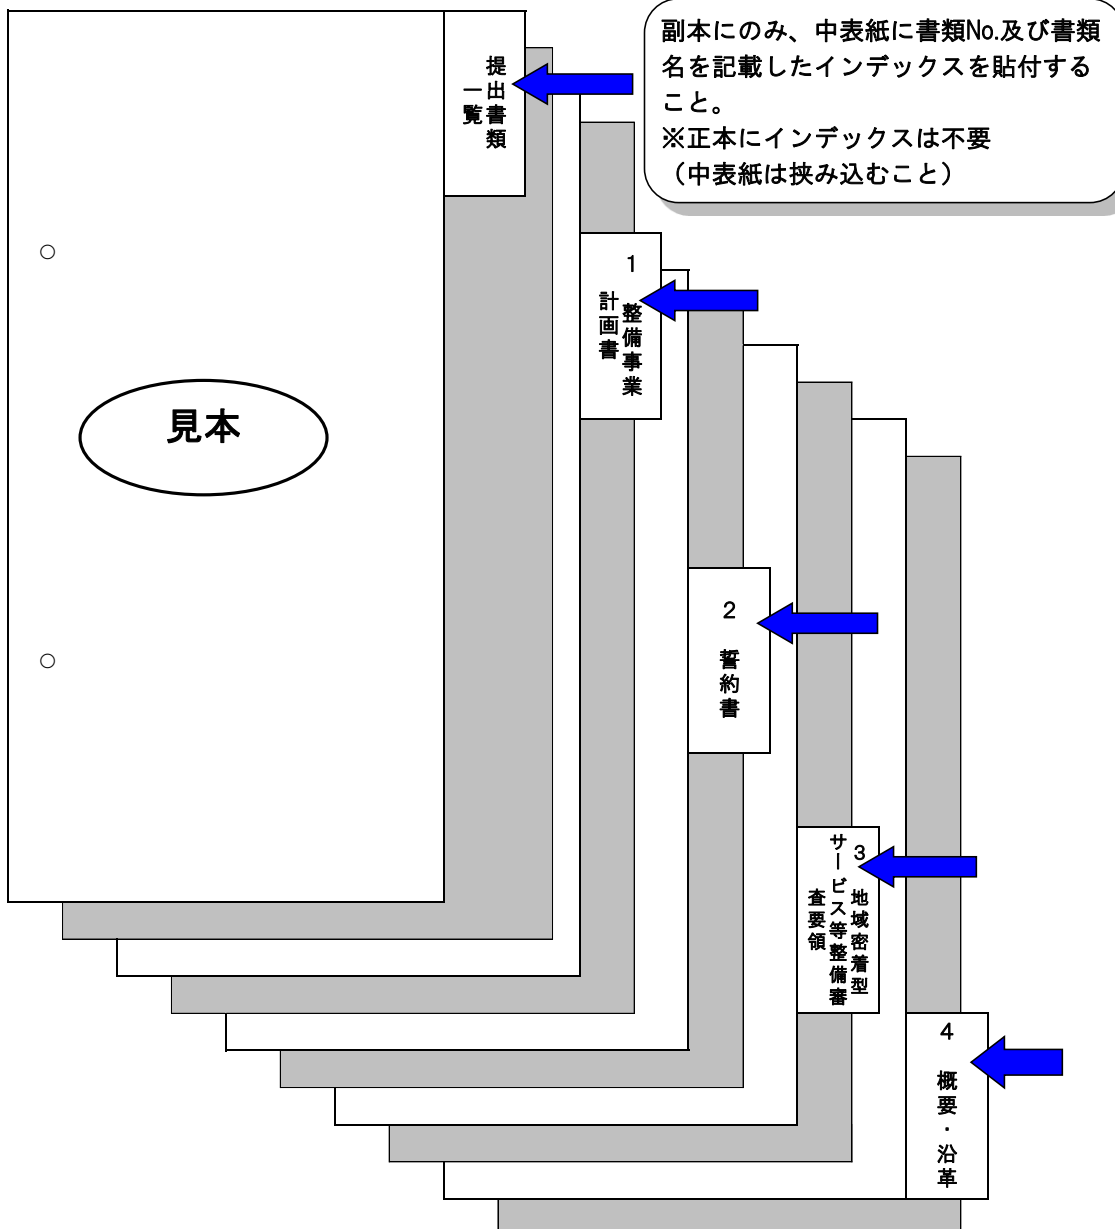 副本にのみ、中表紙に書類No.及び書類
名を記載したインデックスを貼付する
こと。
※正本にインデックスは不要
（中表紙は挟み込むこと）
提出書類
一覧
1　整備事業
計画書
見本
2　誓約書
3　地域密着型
サービス等整備審
査要領
4　概要・沿革